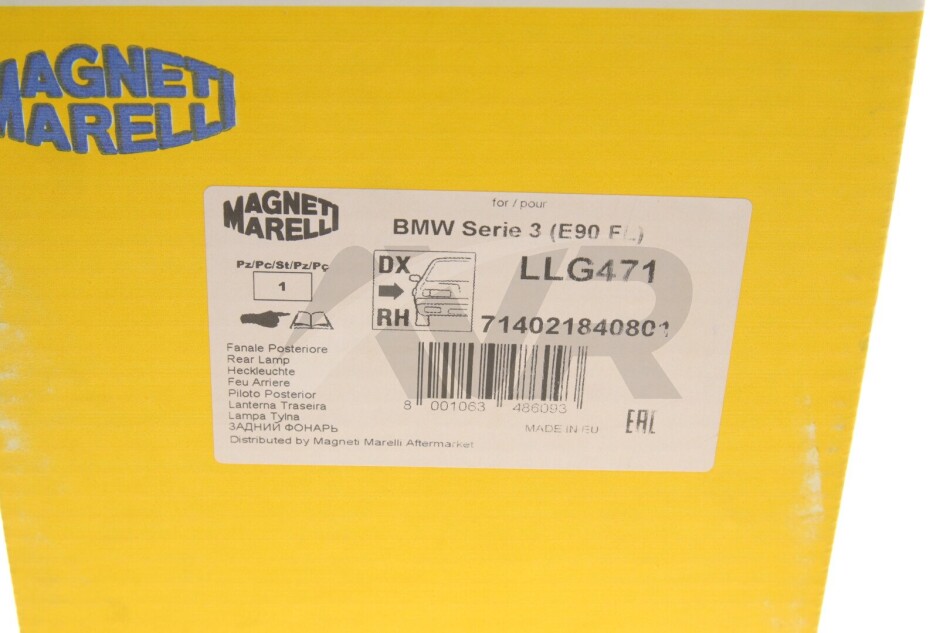 MAGNETI
MARELLI
MAGNETI
MARELLI
for / pour
BMW Serie 3 (E90 FL)
Pz/Pc/St/Pz/Pç
1
DX
RH
LLG471
714021840801
Fanale Posteriore
Rear Lamp
Heckleuchte
Feu Arriere
Piloto Posterior
Lanterna Traseira
Lampa Tylna
ЗАДНИЙ ФОНАРЬ
Distributed by Magneti Marelli Aftermarket
8 001063 486093
MADE IN EU
EAC